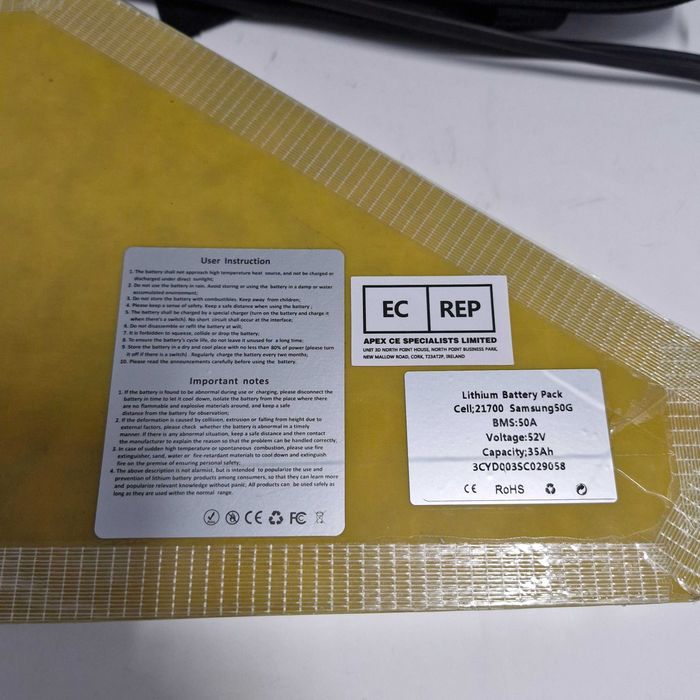 User Instruction
1. The battery shall not approach high temperature heat source, and not be charged or
discharged under direct sunlight;
2. Do not use the battery in rain. Avoid storing or using the battery in a damp or water
accumulated environment;
3. Do not store the battery with combustibles. Keep away from children;
4. Please keep a sense of safety. Keep a safe distance when using the battery ;
5. The battery shall be charged by a special charger (turn on the battery and charge it
when there's a switch). No short circuit shall occur at the interface;
6. Do not disassemble or refit the battery at will;
7. It is forbidden to squeeze, collide or drop the battery;
8. To ensure the battery's cycle life, do not leave it unused for a long time;
9. Store the battery in a dry and cool place with no less than 80% of power (please turn
it off if there is a switch) . Regularly charge the battery every two months;
10. Please read the announcements carefully before using the battery.
Important notes
1. If the battery is found to be abnormal during use or charging, please disconnect the
battery in time to let it cool down, isolate the battery from the place where there
are no flammable and explosive materials around, and keep a safe
distance from the battery for observation;
2. If the deformation is caused by collision, extrusion or falling from height due to
external factors, please check whether the battery is abnormal in a timely
manner. If there is any abnormal situation, keep a safe distance and then contact
the manufacturer to explain the reason so that the problem can be handled correctly;
3. In case of sudden high temperature or spontaneous combustion, please use fire
extinguisher, sand, water or fire-retardant materials to cool down and extinguish
fire on the premise of ensuring personal safety;
4. The above description is not alarmist, but is intended to popularize the use and
prevention of lithium battery products among consumers, so that they can learn more
and popularize relevant knowledge without panic; All products can be used safely as
long as they are used within the normal range.
CE FC
EC REP
APEX CE SPECIALISTS LIMITED
UNIT 3D NORTH POINT HOUSE, NORTH POINT BUSINESS PARK,
NEW MALLOW ROAD, CORK, T23AT2P, IRELAND
Lithium Battery Pack
Cell;21700 Samsung50G
BMS:50A
Voltage:52V
Capacity;35Ah
3CYD003SC029058
CE RoHS